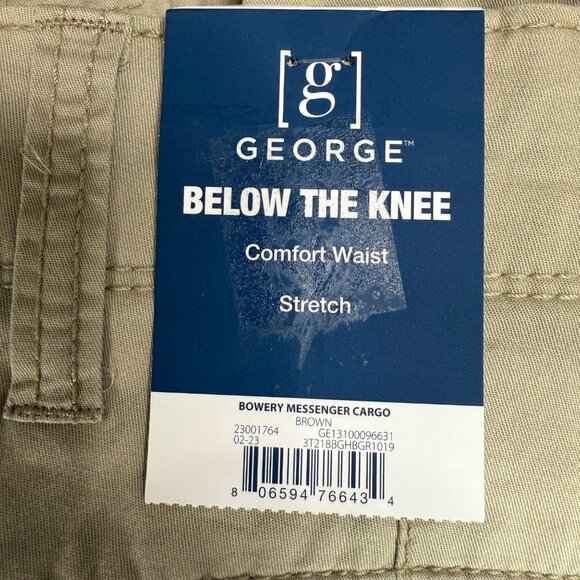 [g]
GEORGE™
BELOW THE KNEE
Comfort Waist
Stretch
BOWERY MESSENGER CARGO
BROWN
23001764 GE13100096631
02-23 3T218BGHBGR1019
8 06594 76643 4